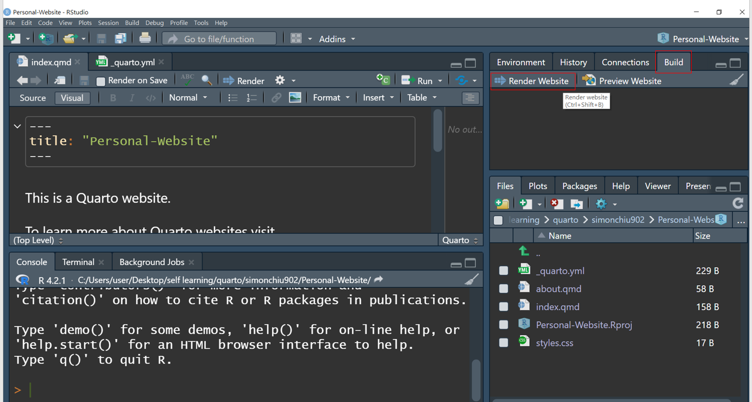 Personal-Website - RStudio
File Edit Code View Plots Session Build Debug Profile Tools Help
Go to file/function
Addins
Personal-Website
index.qmd
_quarto.yml
Render on Save
ABC
Render
Run
Source
Visual
B I </>
Normal
Format
Insert
Table
---
title: "Personal-Website"
---
No out...
This is a Quarto website.
To learn more about Quarto websites visit
(Top Level)
Quarto
Console
Terminal
Background Jobs
R 4.2.1 · C:/Users/user/Desktop/self learning/quarto/simonchiu902/Personal-Website/
Type 'contributors()' for more information and
'citation()' on how to cite R or R packages in publications.
Type 'demo()' for some demos, 'help()' for on-line help, or
'help.start()' for an HTML browser interface to help.
Type 'q()' to quit R.
>
Environment
History
Connections
Build
Render Website
Preview Website
Render website
(Ctrl+Shift+B)
Files
Plots
Packages
Help
Viewer
Presen
learning > quarto > simonchiu902 > Personal-Webs
...
Name
Size
..
_quarto.yml 229 B
about.qmd 58 B
index.qmd 158 B
Personal-Website.Rproj 218 B
styles.css 17 B